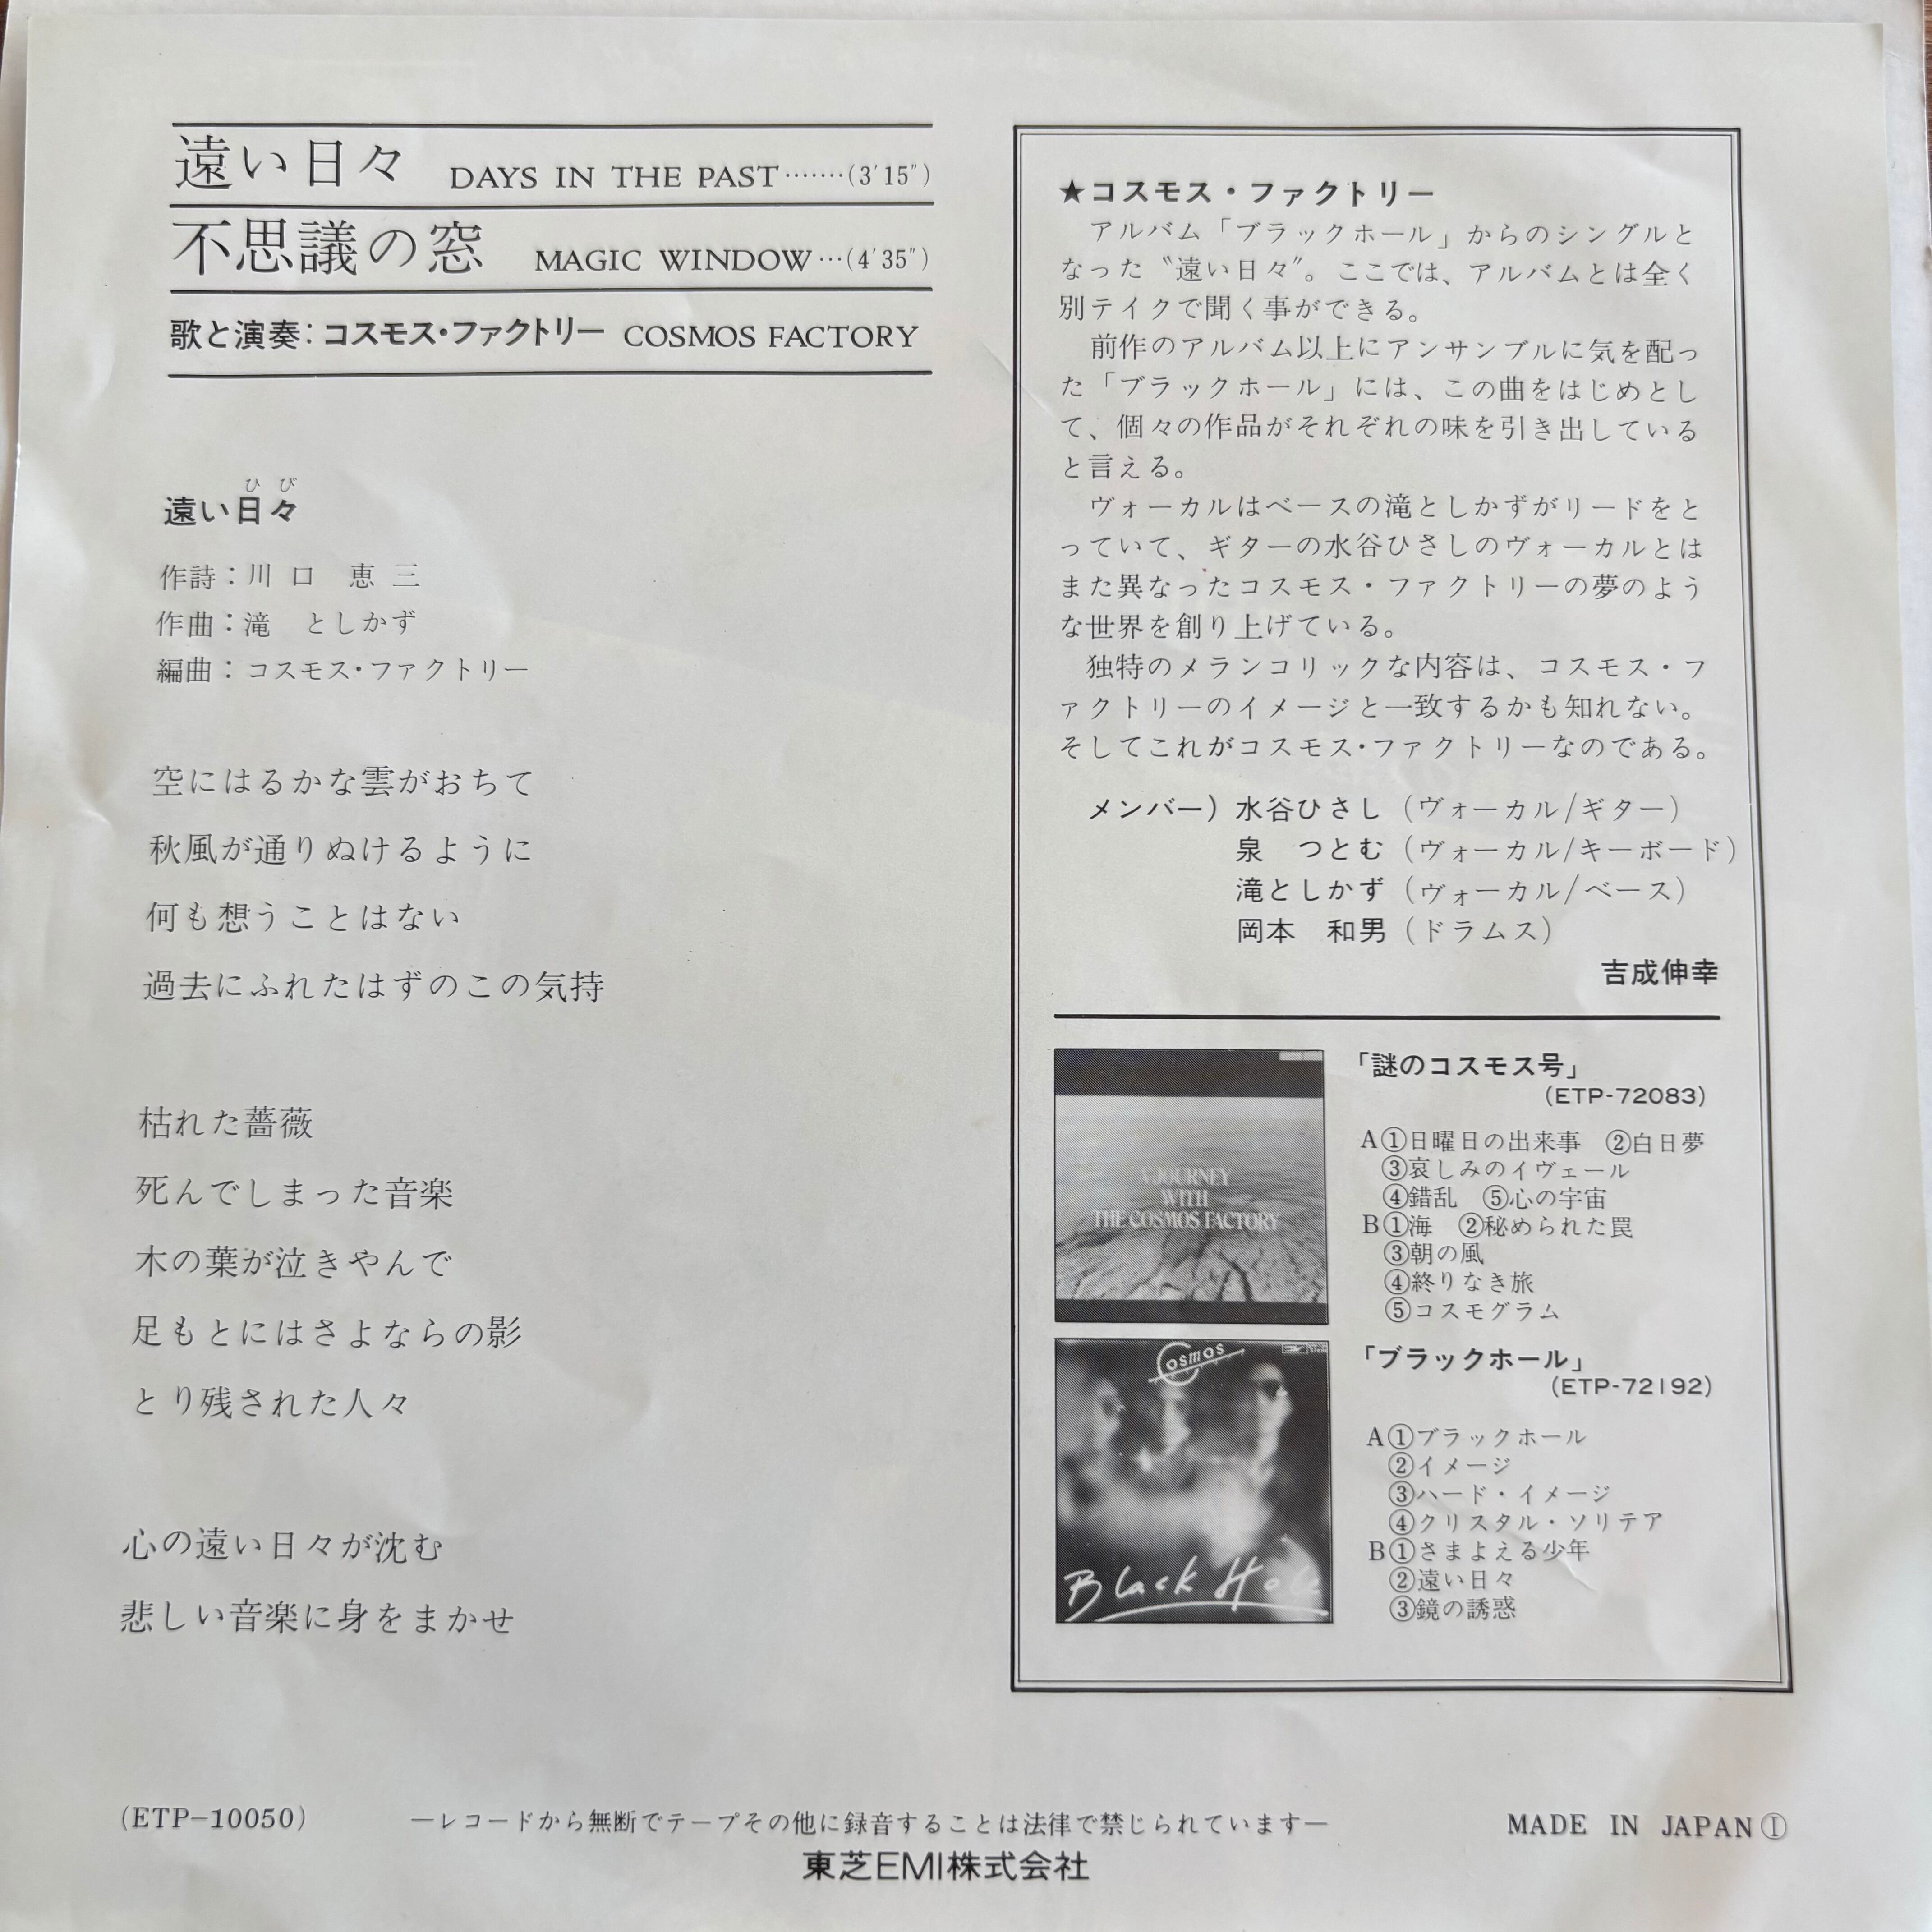 遠い日々 DAYS IN THE PAST·······(3′15″)
不思議の窓 MAGIC WINDOW···(4′35″)
歌と演奏:コスモス・ファクトリー COSMOS FACTORY
ひび
遠い日々
作詩:川口 恵三
作曲:滝 としかず
編曲:コスモス・ファクトリー
空にはるかな雲がおちて
秋風が通りぬけるように
何も想うことはない
過去にふれたはずのこの気持
枯れた薔薇
死んでしまった音楽
木の葉が泣きやんで
足もとにはさよならの影
とり残された人々
心の遠い日々が沈む
悲しい音楽に身をまかせ
★コスモス・ファクトリー
アルバム「ブラックホール」からのシングルと
なった〝遠い日々〞。ここでは、アルバムとは全く
別テイクで聞く事ができる。
前作のアルバム以上にアンサンブルに気を配っ
た「ブラックホール」には、この曲をはじめとし
て、個々の作品がそれぞれの味を引き出している
と言える。
ヴォーカルはベースの滝としかずがリードをと
っていて、ギターの水谷ひさしのヴォーカルとは
また異なったコスモス・ファクトリーの夢のよう
な世界を創り上げている。
独特のメランコリックな内容は、コスモス・フ
ァクトリーのイメージと一致するかも知れない。
そしてこれがコスモス・ファクトリーなのである。
メンバー)水谷ひさし(ヴォーカル/ギター)
泉 つとむ(ヴォーカル/キーボード)
滝としかず(ヴォーカル/ベース)
岡本 和男(ドラムス)
吉成伸幸
A JOURNEY
WITH
THE COSMOS FACTORY
「謎のコスモス号」
(ETP-72083)
A①日曜日の出来事 ②白日夢
③哀しみのイヴェール
④錯乱 ⑤心の宇宙
B①海 ②秘められた罠
③朝の風
④終りなき旅
⑤コスモグラム
Cosmos
Black Hole
「ブラックホール」
(ETP-72192)
A①ブラックホール
②イメージ
③ハード・イメージ
④クリスタル・ソリテア
B①さまよえる少年
②遠い日々
③鏡の誘惑
(ETP-10050) ―レコードから無断でテープその他に録音することは法律で禁じられています― MADE IN JAPAN①
東芝EMI株式会社